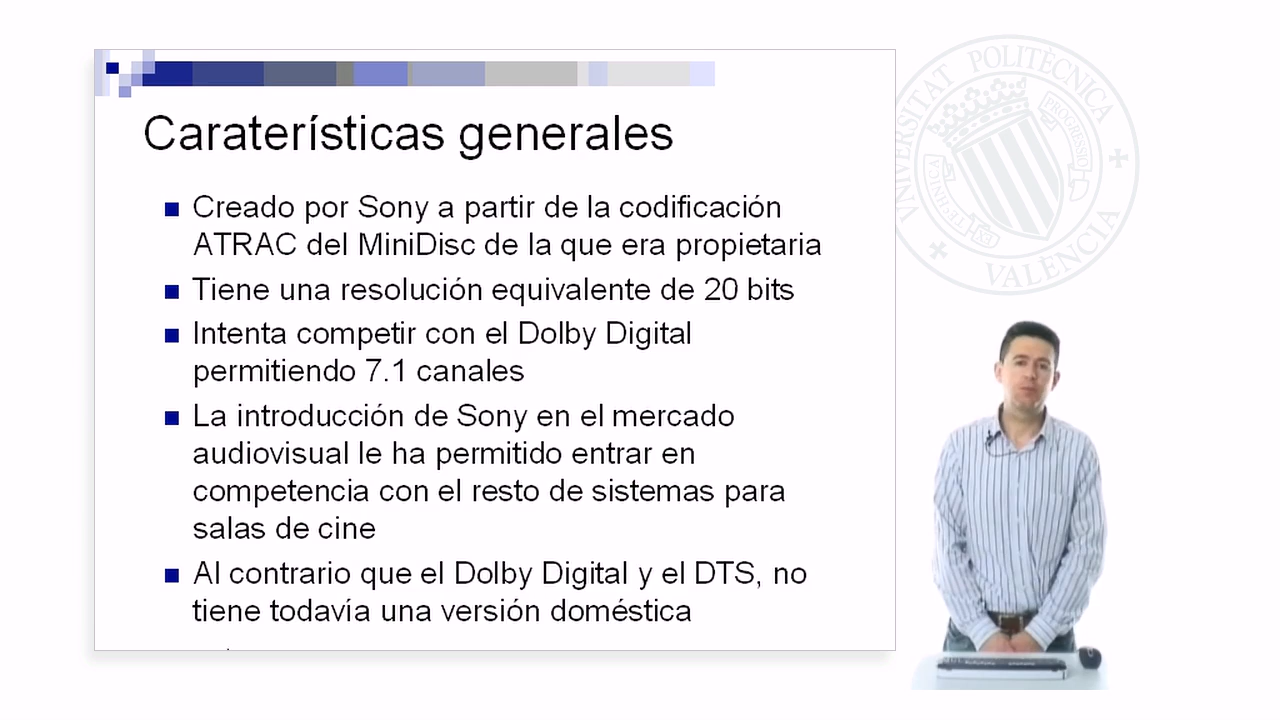 Caraterísticas generales
Creado por Sony a partir de la codificación
ATRAC del MiniDisc de la que era propietaria
Tiene una resolución equivalente de 20 bits
Intenta competir con el Dolby Digital
permitiendo 7.1 canales
La introducción de Sony en el mercado
audiovisual le ha permitido entrar en
competencia con el resto de sistemas para
salas de cine
Al contrario que el Dolby Digital y el DTS, no
tiene todavía una versión doméstica
UNIVERSITAT POLITÈCNICA
VALÈNCIA
PROGRESSIO
EX TECHNICA